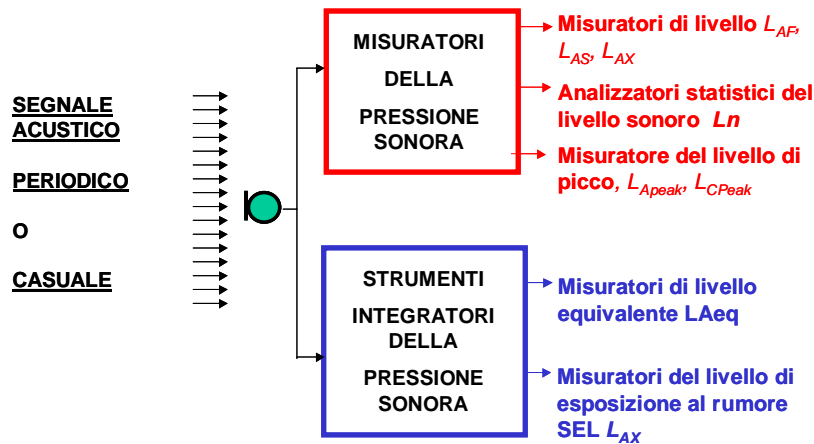 SEGNALE
ACUSTICO
PERIODICO
O
CASUALE
MISURATORI
DELLA
PRESSIONE
SONORA
Misuratori di livello LAF,
LAS, LAX
Analizzatori statistici del
livello sonoro Ln
Misuratore del livello di
picco, LApeak, LCPeak
STRUMENTI
INTEGRATORI
DELLA
PRESSIONE
SONORA
Misuratori di livello
equivalente LAeq
Misuratori del livello di
esposizione al rumore
SEL LAX